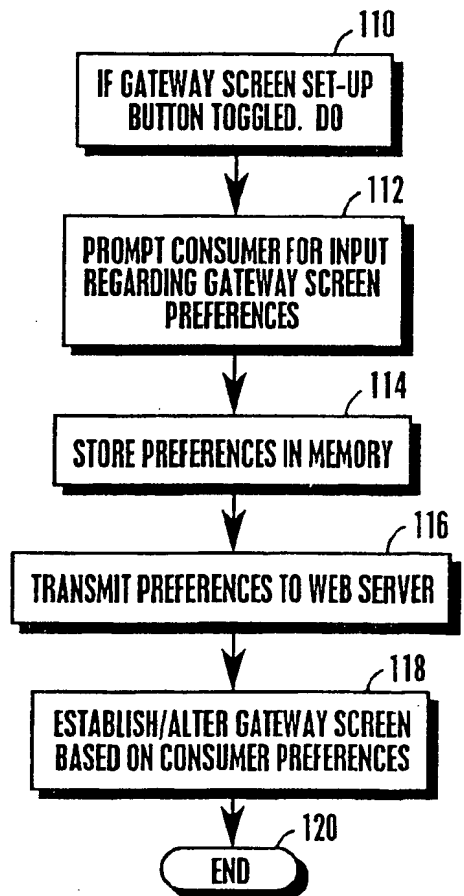 110
IF GATEWAY SCREEN SET-UP
BUTTON TOGGLED. DO
112
PROMPT CONSUMER FOR INPUT
REGARDING GATEWAY SCREEN
PREFERENCES
114
STORE PREFERENCES IN MEMORY
116
TRANSMIT PREFERENCES TO WEB SERVER
118
ESTABLISH/ALTER GATEWAY SCREEN
BASED ON CONSUMER PREFERENCES
120
END